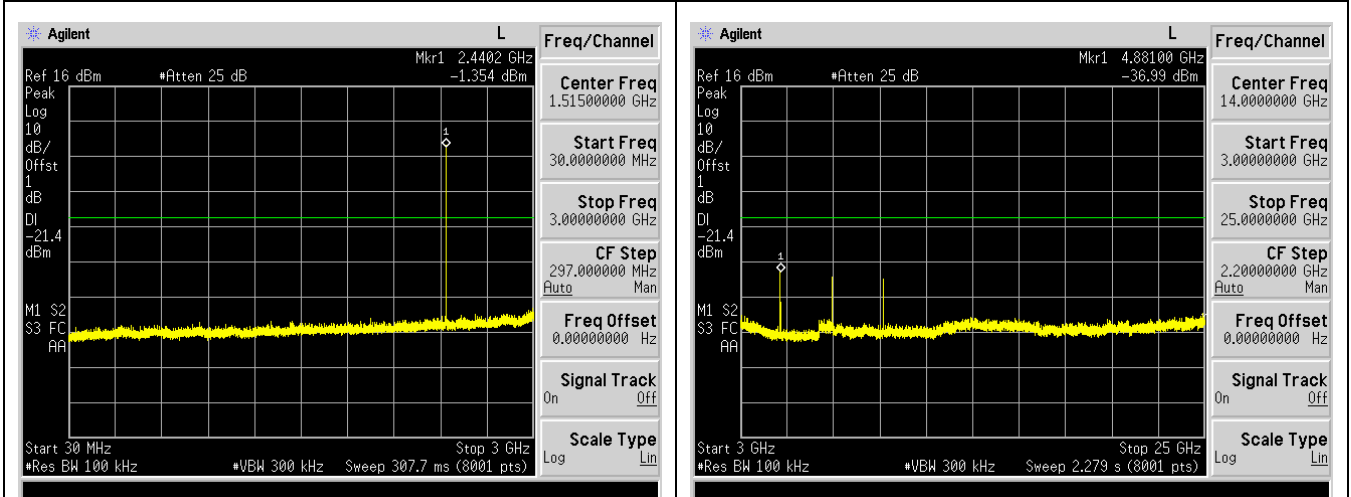 Agilent L
Mkr1 2.4402 GHz
Ref 16 dBm #Atten 25 dB -1.354 dBm
Peak
Log
10
dB/
Offst
1
dB
DI
-21.4
dBm
M1 S2
S3 FC
AA
1
Start 30 MHz Stop 3 GHz
#Res BW 100 kHz #VBW 300 kHz Sweep 307.7 ms (8001 pts)
Freq/Channel
Center Freq
1.51500000 GHz
Start Freq
30.0000000 MHz
Stop Freq
3.00000000 GHz
CF Step
297.000000 MHz
Auto Man
Freq Offset
0.00000000 Hz
Signal Track
On Off
Scale Type
Log Lin
Agilent L
Mkr1 4.88100 GHz
Ref 16 dBm #Atten 25 dB -36.99 dBm
Peak
Log
10
dB/
Offst
1
dB
DI
-21.4
dBm
M1 S2
S3 FC
AA
1
Start 3 GHz Stop 25 GHz
#Res BW 100 kHz #VBW 300 kHz Sweep 2.279 s (8001 pts)
Freq/Channel
Center Freq
14.0000000 GHz
Start Freq
3.00000000 GHz
Stop Freq
25.0000000 GHz
CF Step
2.20000000 GHz
Auto Man
Freq Offset
0.00000000 Hz
Signal Track
On Off
Scale Type
Log Lin